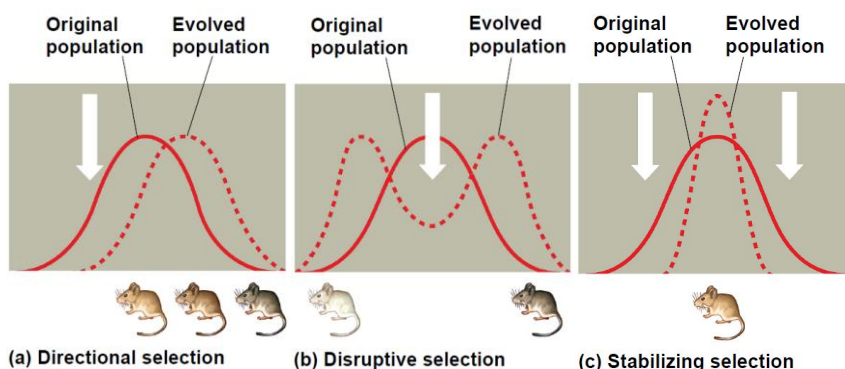 Original
population
Evolved
population
Original
population
Evolved
population
Original
population
Evolved
population
(a) Directional selection
(b) Disruptive selection
(c) Stabilizing selection